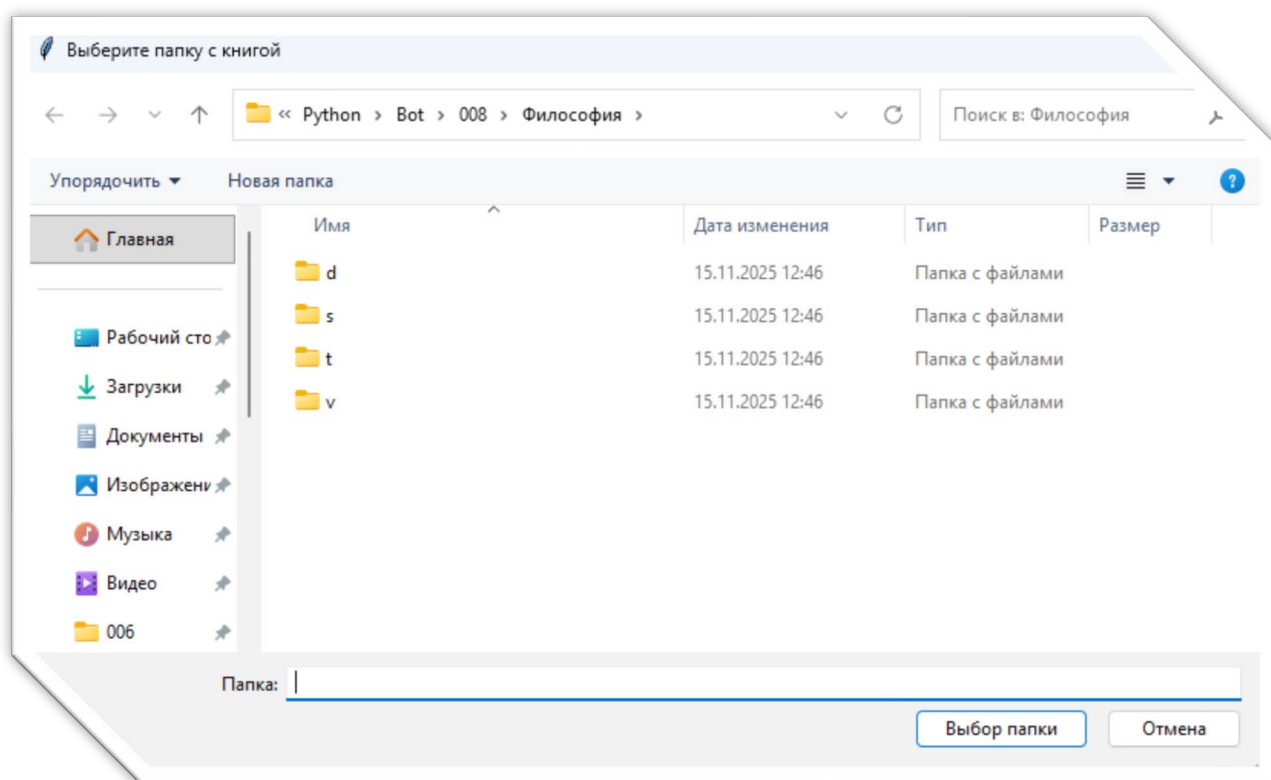 Выберите папку с книгой
« Python › Bot › 008 › Философия ›
Поиск в: Философия
Упорядочить
Новая папка
?
Имя Дата изменения Тип Размер
Главная
d 15.11.2025 12:46 Папка с файлами
s 15.11.2025 12:46 Папка с файлами
t 15.11.2025 12:46 Папка с файлами
v 15.11.2025 12:46 Папка с файлами
Рабочий сто
Загрузки
Документы
Изображени
Музыка
Видео
006
Папка:
Выбор папки Отмена